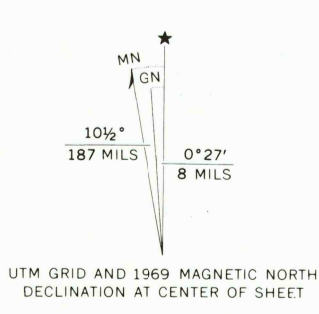 ★
MN
GN
10½°
187 MILS
0°27′
8 MILS
UTM GRID AND 1969 MAGNETIC NORTH
DECLINATION AT CENTER OF SHEET